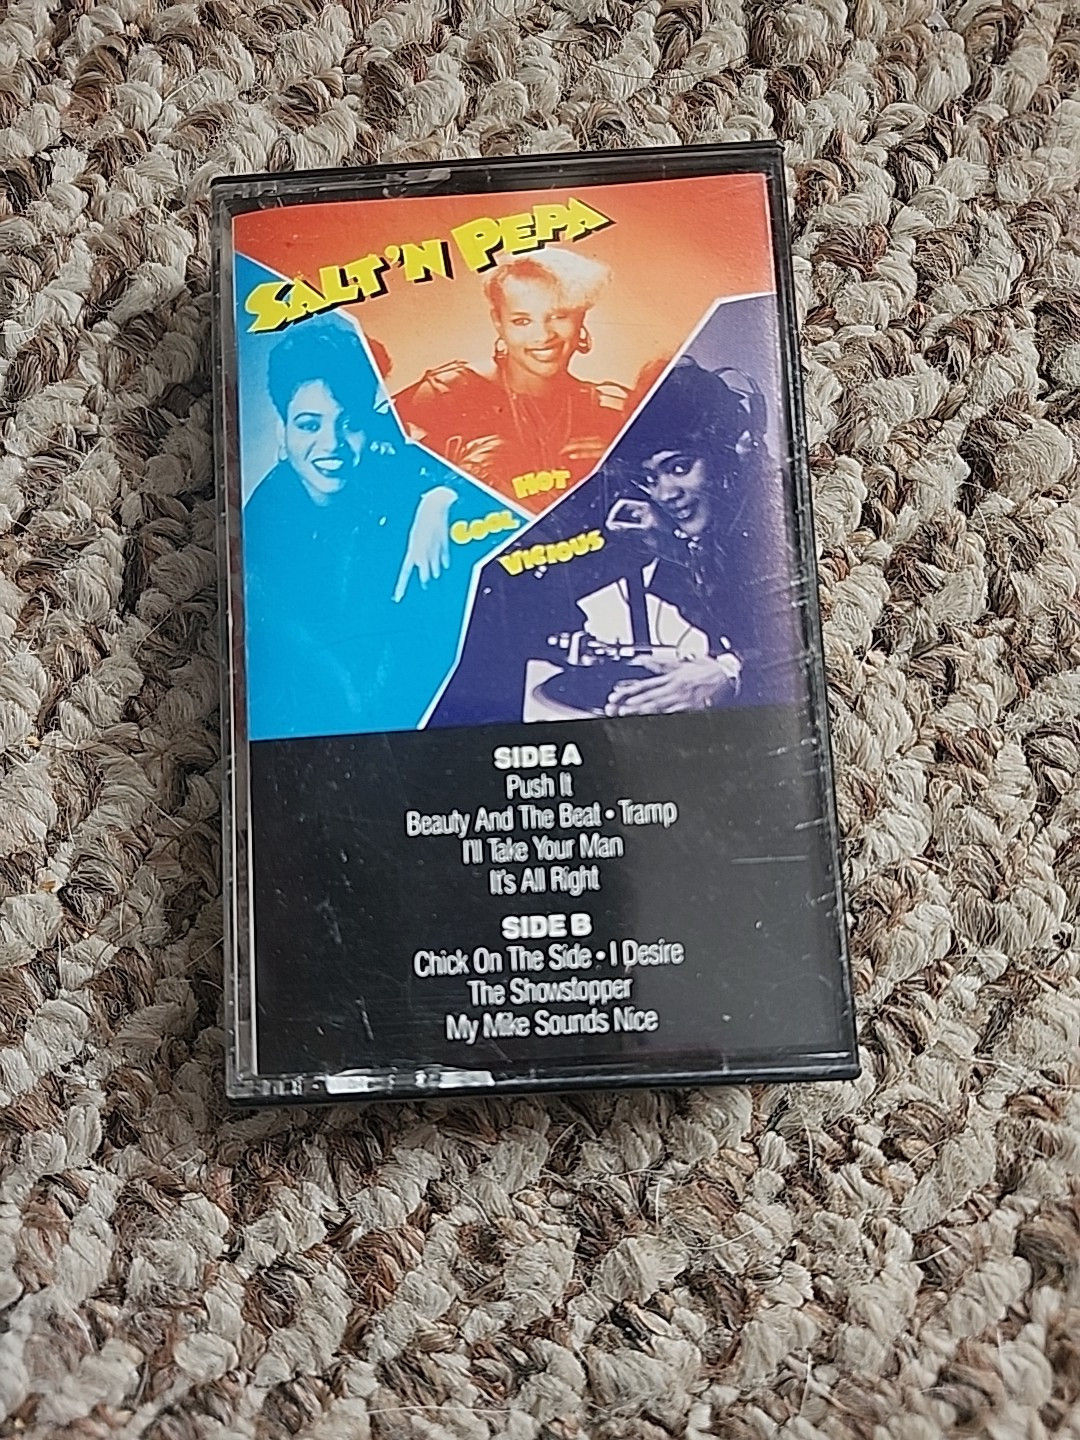 SALT'N PEPA
HOT
COOL
VICIOUS
SIDE A
Push It
Beauty And The Beat • Tramp
I'll Take Your Man
It's All Right
SIDE B
Chick On The Side • I Desire
The Showstopper
My Mike Sounds Nice